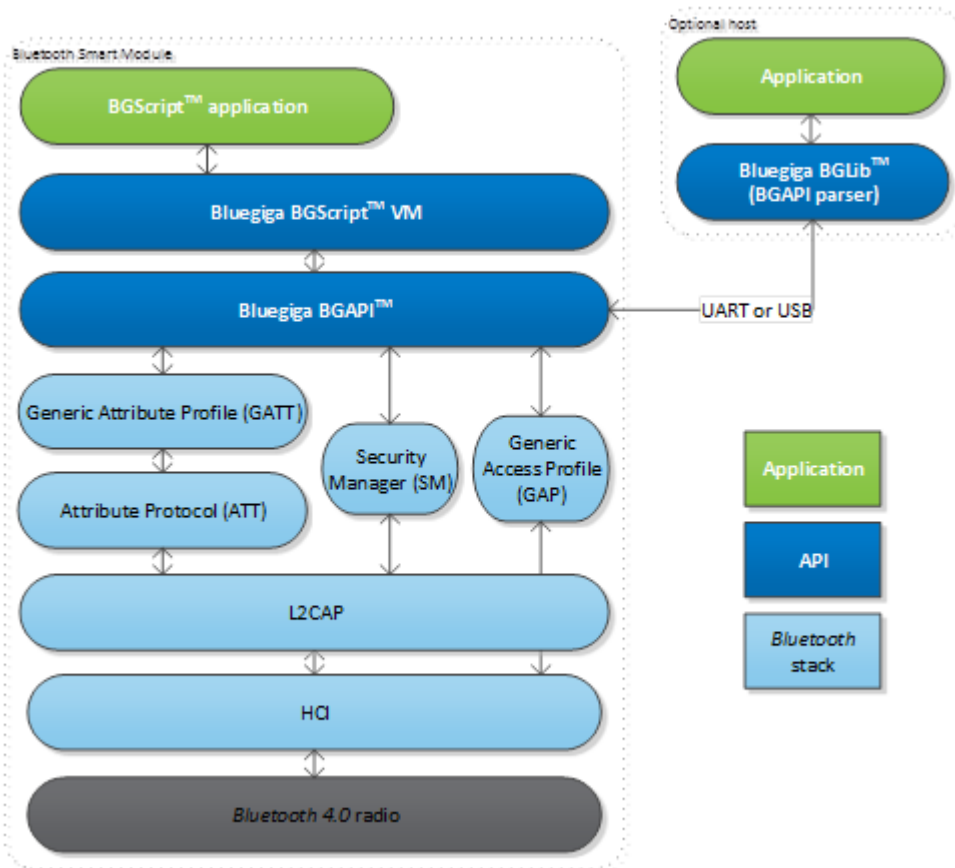 Bluetooth Smart Module
BGScript™ application
Bluegiga BGScript™ VM
Bluegiga BGAPI™
Generic Attribute Profile (GATT)
Attribute Protocol (ATT)
Security
Manager (SM)
Generic
Access Profile
(GAP)
L2CAP
HCI
Bluetooth 4.0 radio
Optional host
Application
Bluegiga BGLib™
(BGAPI parser)
UART or USB
Application
API
Bluetooth
stack